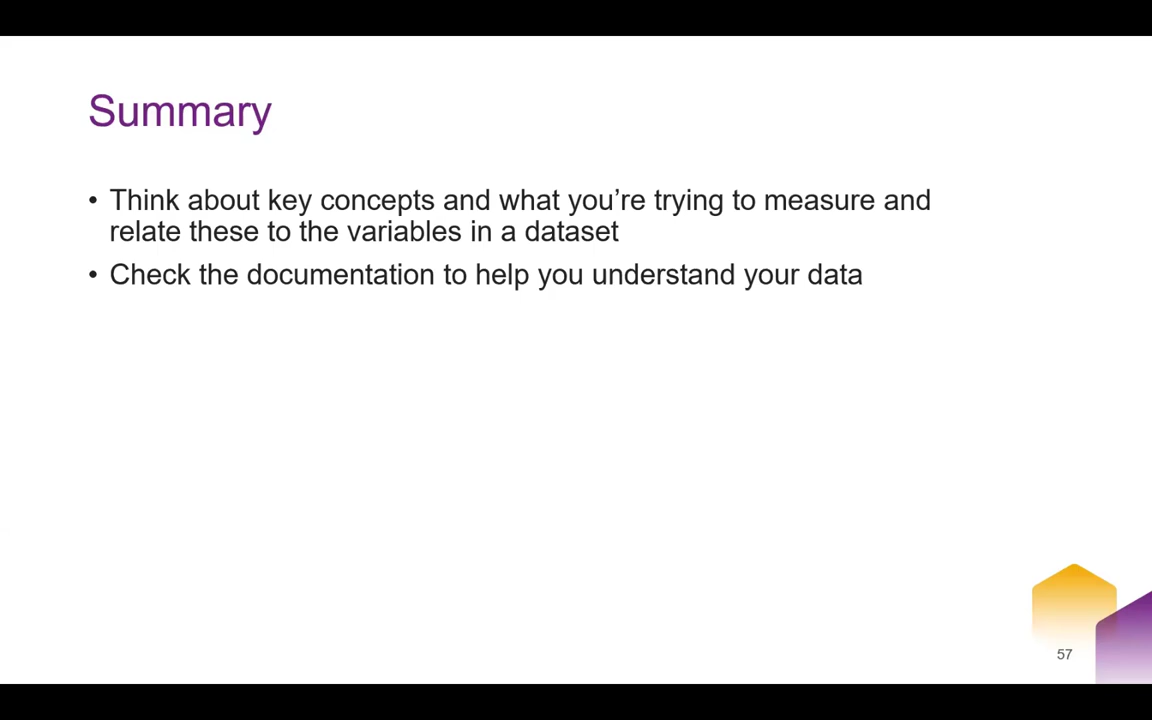 Summary
• Think about key concepts and what you’re trying to measure and
relate these to the variables in a dataset
• Check the documentation to help you understand your data
57